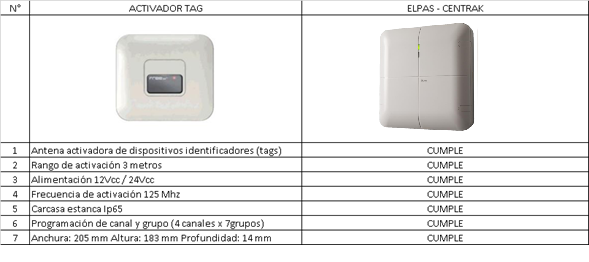 N° ACTIVADOR TAG ELPAS - CENTRAK
1 Antena activadora de dispositivos identificadores (tags) CUMPLE
2 Rango de activación 3 metros CUMPLE
3 Alimentación 12Vcc / 24Vcc CUMPLE
4 Frecuencia de activación 125 Mhz CUMPLE
5 Carcasa estanca Ip65 CUMPLE
6 Programación de canal y grupo (4 canales x 7grupos) CUMPLE
7 Anchura: 205 mm Altura: 183 mm Profundidad: 14 mm CUMPLE